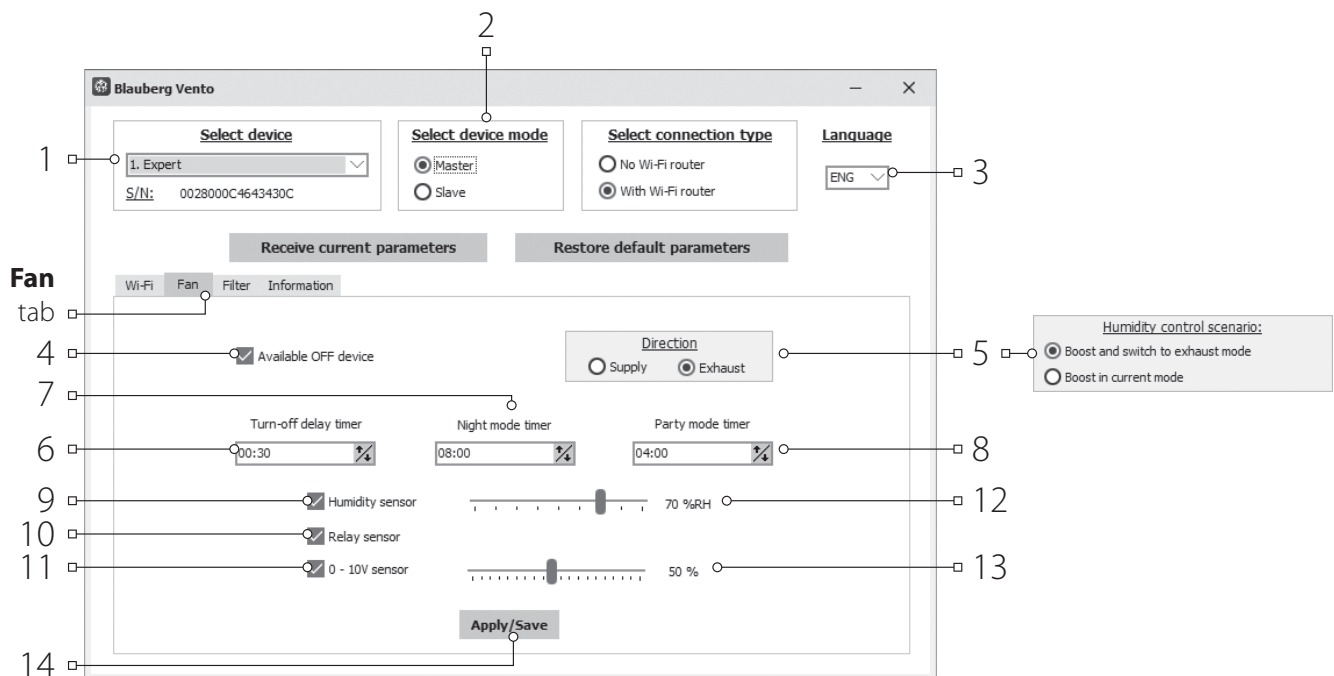 2
Blauberg Vento
Select device
Select device mode
Select connection type
Language
1
1. Expert
Master
No Wi-Fi router
ENG
3
S/N: 0028000C4643430C
Slave
With Wi-Fi router
Receive current parameters
Restore default parameters
Fan
tab
Wi-Fi Fan Filter Information
4
Available OFF device
Direction
Supply Exhaust
5
Humidity control scenario:
Boost and switch to exhaust mode
Boost in current mode
7
Turn-off delay timer
Night mode timer
Party mode timer
6
00:30
08:00
04:00
8
9
Humidity sensor
70 %RH
12
10
Relay sensor
11
0 - 10V sensor
50 %
13
Apply/Save
14